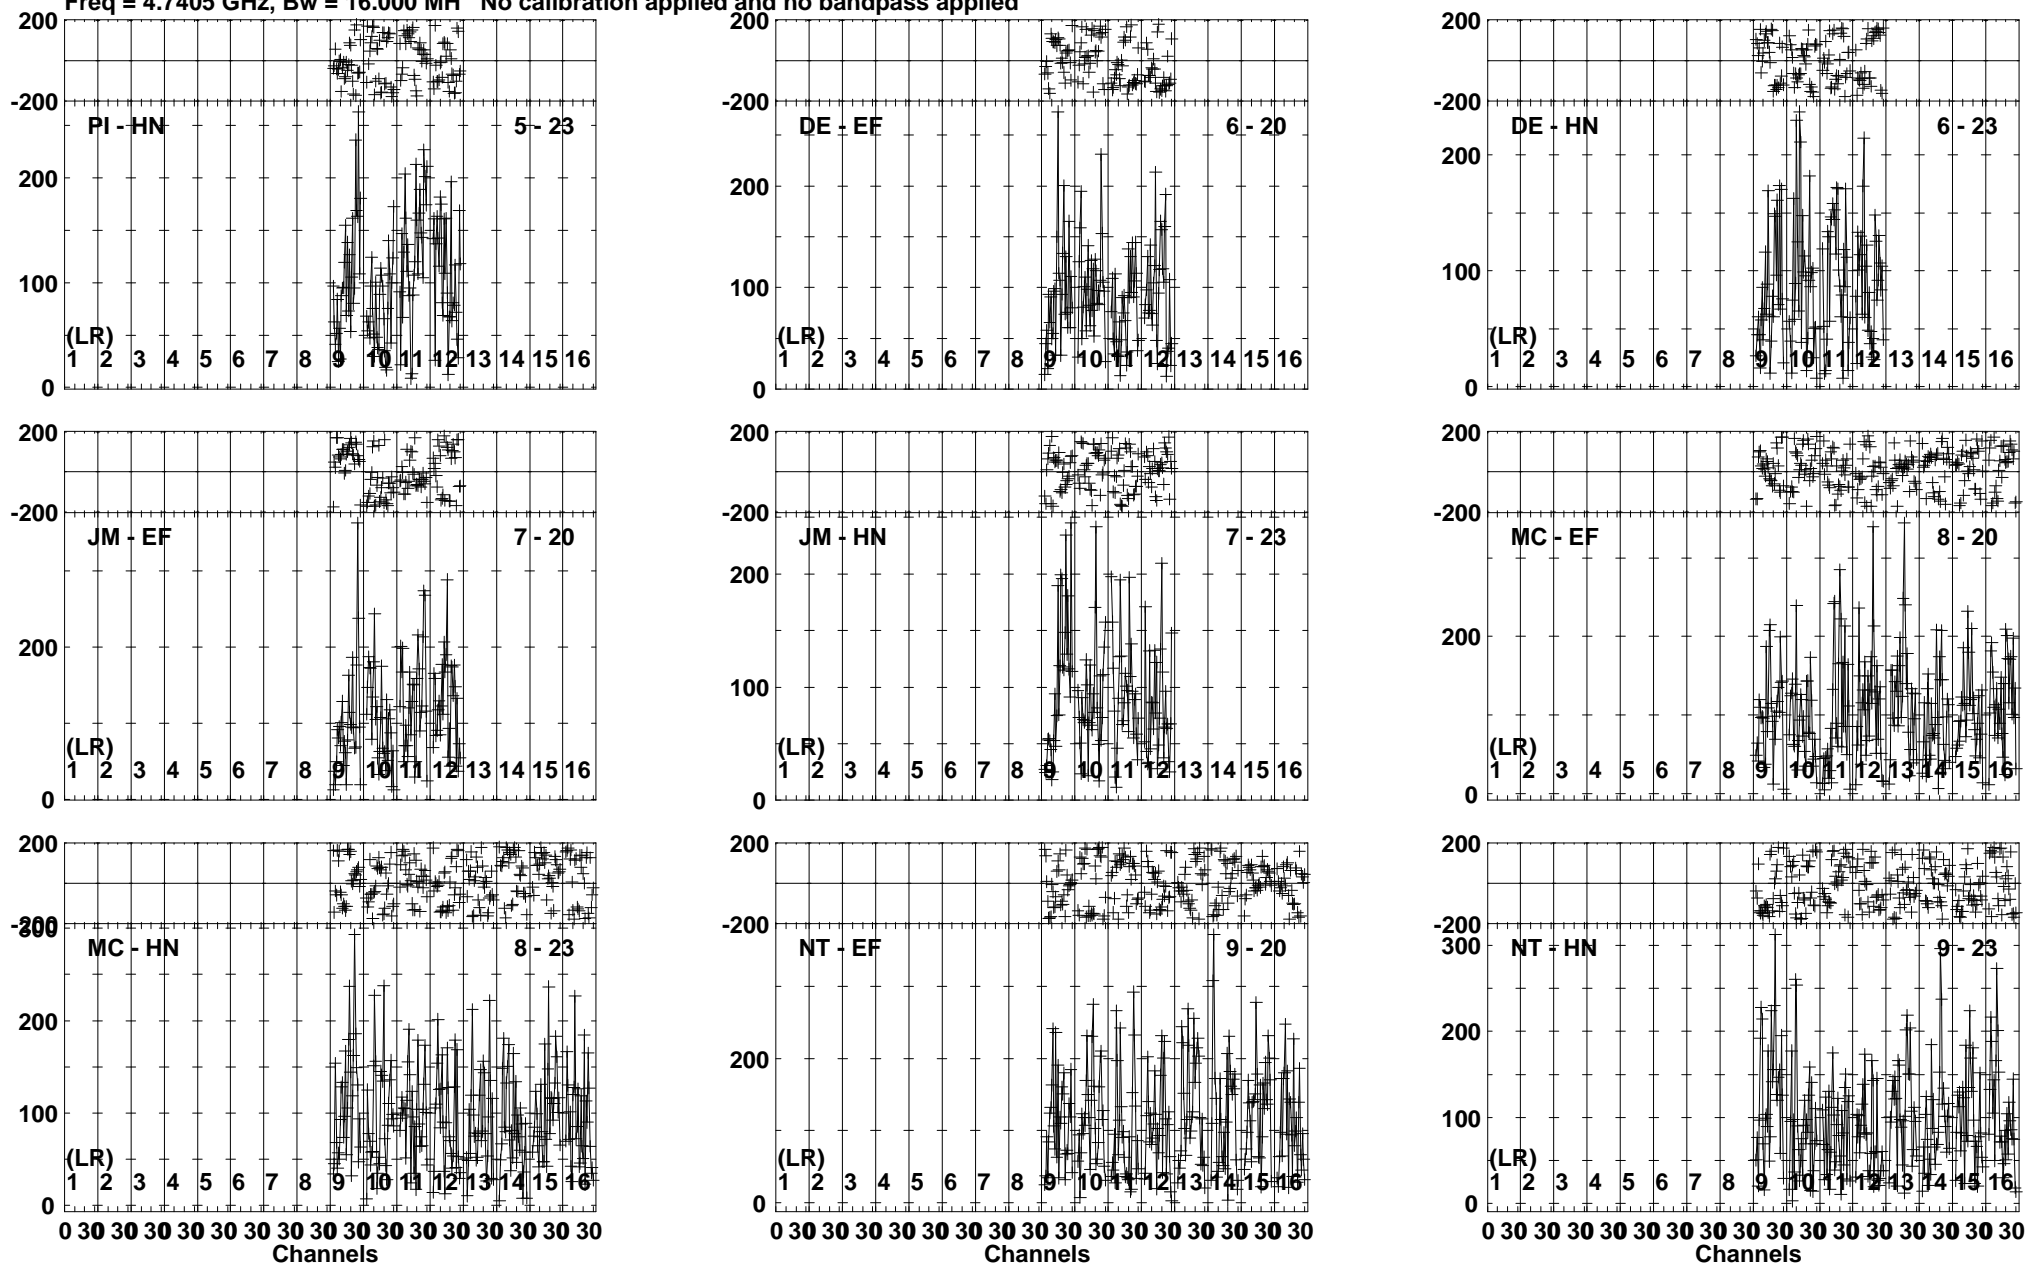 Freq = 4.7405 GHz, Bw = 16.000 MH No calibration applied and no bandpass applied
200
-200
PI - HN 5 - 23
200
100
(LR)
1 2 3 4 5 6 7 8 9 10 11 12 13 14 15 16
0
200
-200
DE - EF 6 - 20
200
100
(LR)
1 2 3 4 5 6 7 8 9 10 11 12 13 14 15 16
0
200
-200
DE - HN 6 - 23
200
100
(LR)
1 2 3 4 5 6 7 8 9 10 11 12 13 14 15 16
0
200
-200
JM - EF 7 - 20
200
(LR)
1 2 3 4 5 6 7 8 9 10 11 12 13 14 15 16
0
200
-200
JM - HN 7 - 23
200
100
(LR)
1 2 3 4 5 6 7 8 9 10 11 12 13 14 15 16
0
200
-200
MC - EF 8 - 20
200
(LR)
1 2 3 4 5 6 7 8 9 10 11 12 13 14 15 16
0
200
-200
300
MC - HN 8 - 23
200
100
(LR)
1 2 3 4 5 6 7 8 9 10 11 12 13 14 15 16
0
0 30 30 30 30 30 30 30 30 30 30 30 30 30 30 30 30
Channels
200
-200
NT - EF 9 - 20
200
(LR)
1 2 3 4 5 6 7 8 9 10 11 12 13 14 15 16
0
0 30 30 30 30 30 30 30 30 30 30 30 30 30 30 30 30
Channels
200
-200
NT - HN 9 - 23
300
200
100
(LR)
1 2 3 4 5 6 7 8 9 10 11 12 13 14 15 16
0
0 30 30 30 30 30 30 30 30 30 30 30 30 30 30 30 30
Channels